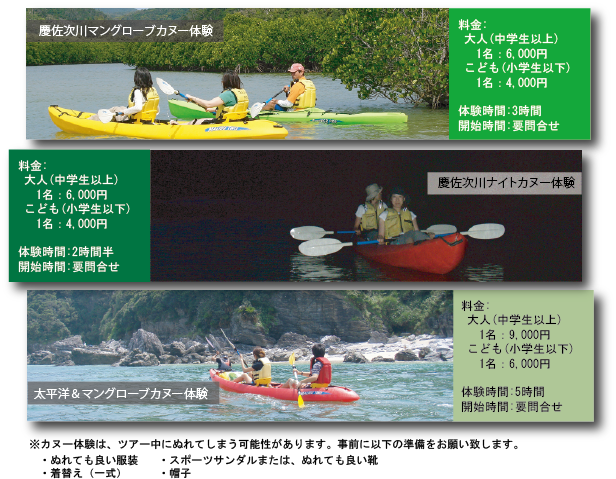 慶佐次川マングローブカヌー体験
料金:
大人(中学生以上)
1名：6,000円
こども(小学生以下)
1名：4,000円
体験時間:3時間
開始時間:要問合せ
料金:
大人(中学生以上)
1名：6,000円
こども(小学生以下)
1名：4,000円
体験時間:2時間半
開始時間:要問合せ
慶佐次川ナイトカヌー体験
太平洋＆マングローブカヌー体験
料金:
大人(中学生以上)
1名：9,000円
こども(小学生以下)
1名：6,000円
体験時間:5時間
開始時間:要問合せ
※カヌー体験は、ツアー中にぬれてしまう可能性があります。事前に以下の準備をお願い致します。
・ぬれても良い服装　　・スポーツサンダルまたは、ぬれても良い靴
・着替え（一式）　　・帽子